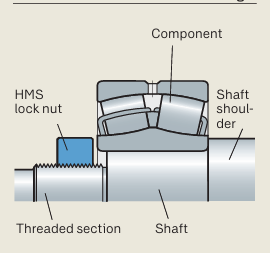 Component
HMS
lock nut
Shaft
shoul-
der
Threaded section
Shaft